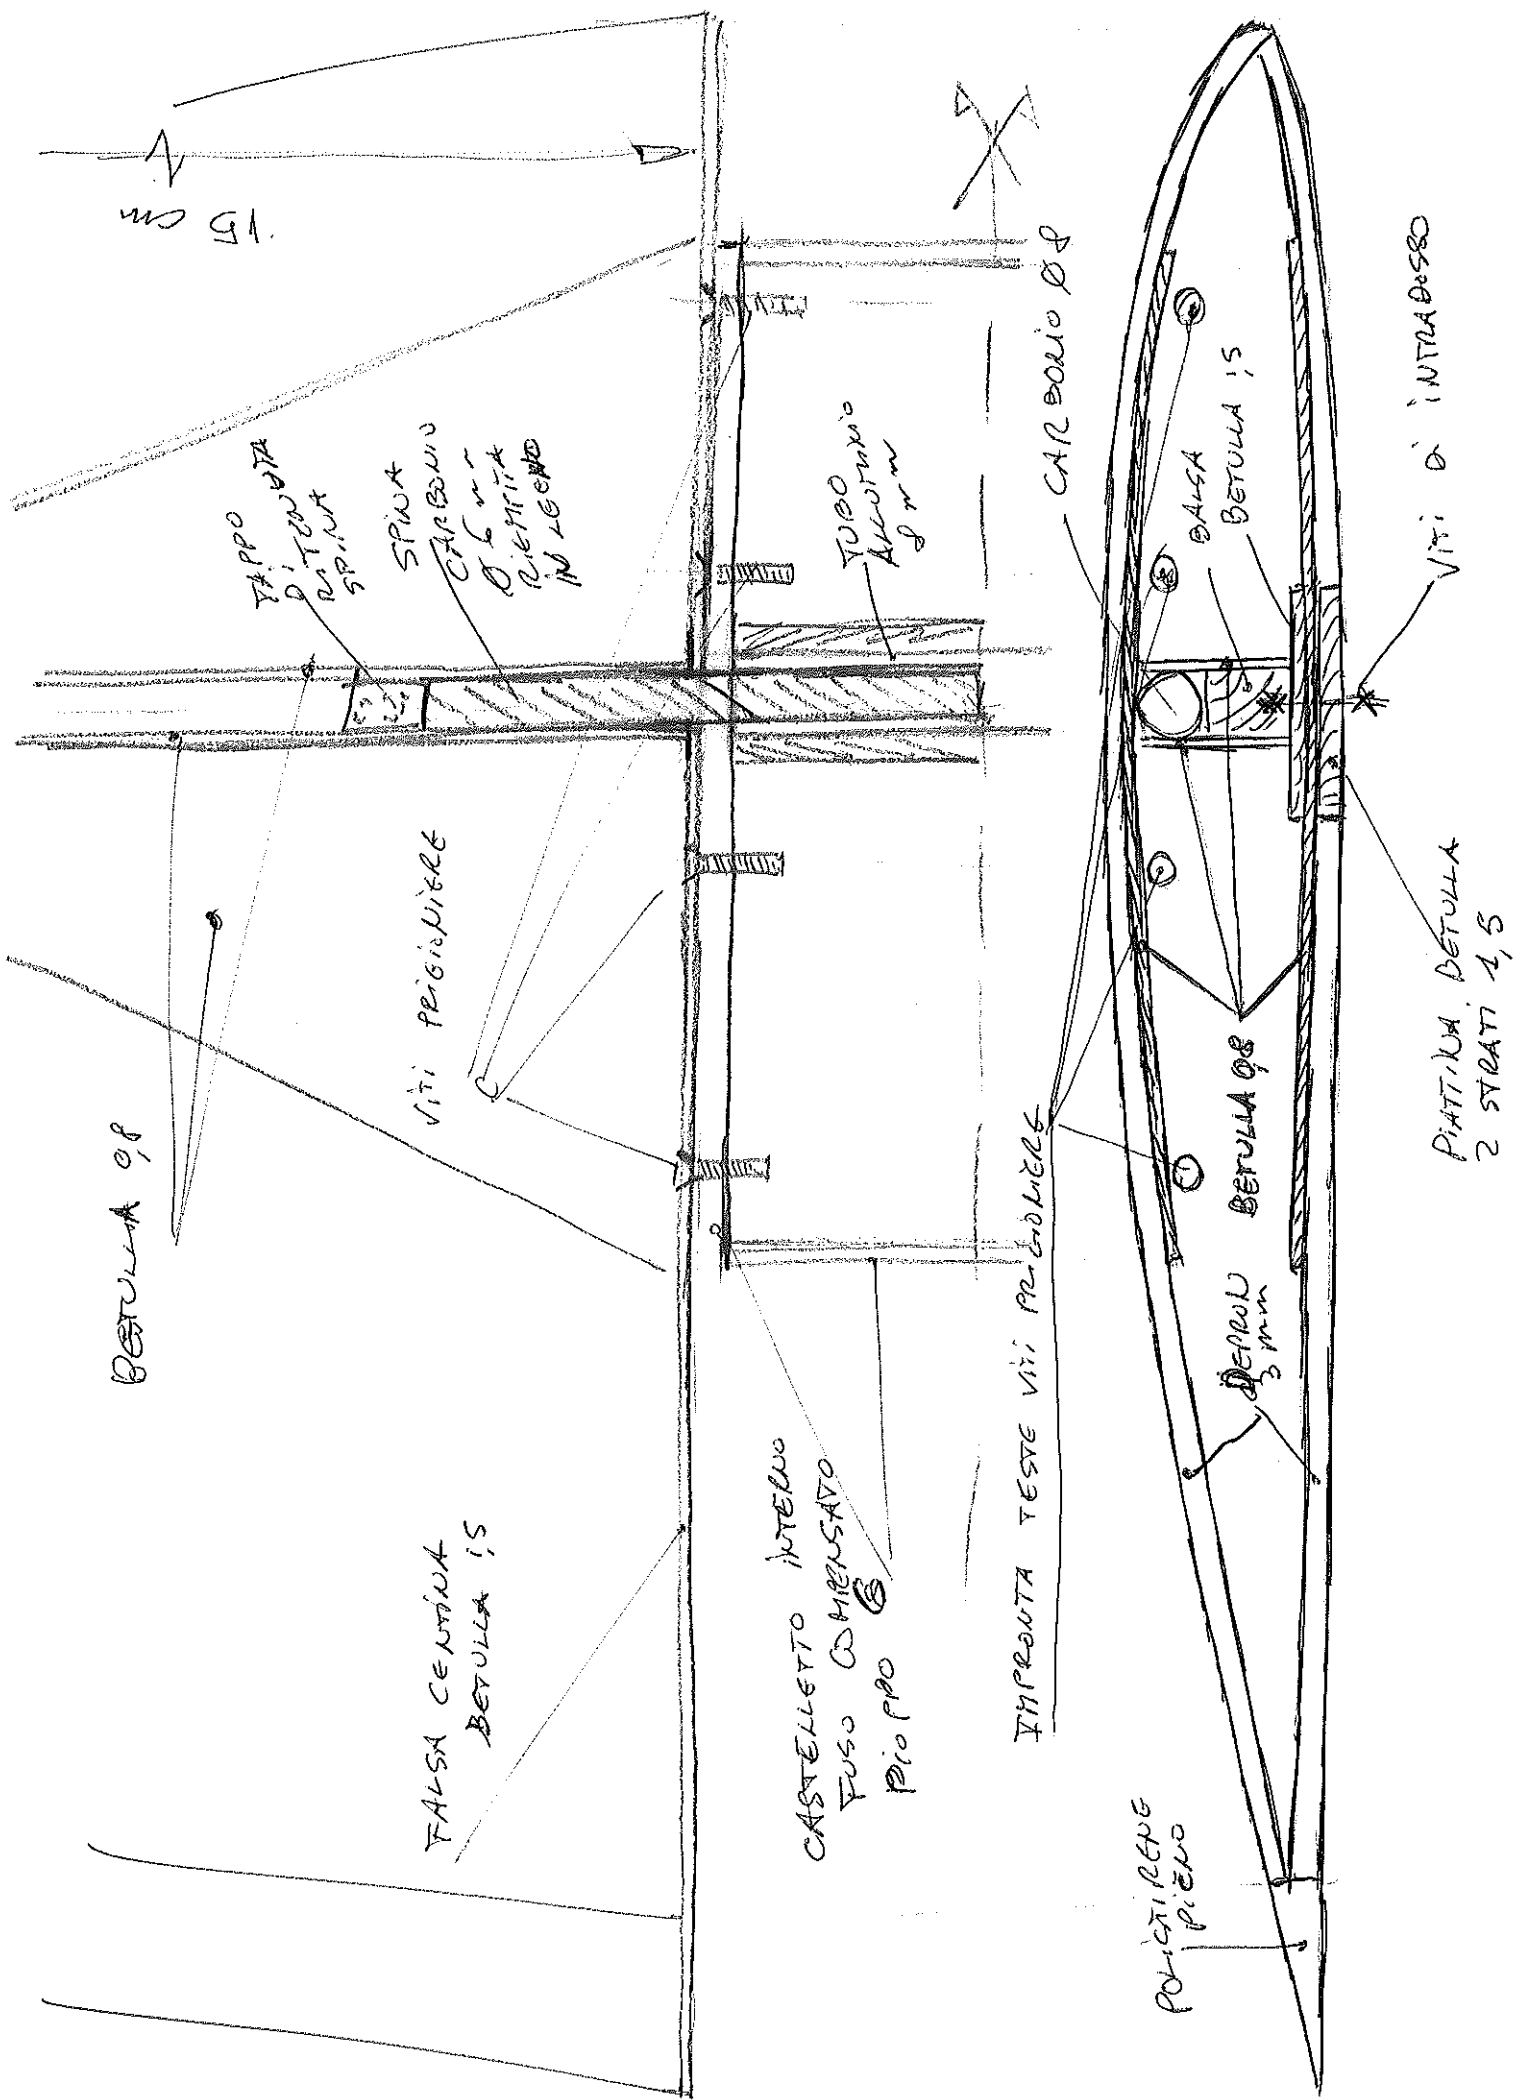 15 cm
TAPPO
DI TENUTA
RITENUTA
SPINA
SPINA
CARBONIO
Ø 6 mm
RIEMPITA
IN LEGNO
BETULLA 0,8
VITI PRIGIONIERE
FALSA CENTINA
BETULLA 1,5
TUBO
ALLUMINIO
8 mm
CASTELLETTO INTERNO
FUSO COMPENSATO
PIOPPO 6
CARBONIO Ø 8
IMPRONTA TESTE VITI PRIGIONIERE
BALSA
BETULLA 1,5
BETULLA 0,8
DEPRON
3 mm
POLISTIRENE
PIENO
VITI DI INTRADOSSO
PIATTINA BETULLA
2 STRATI 1,5